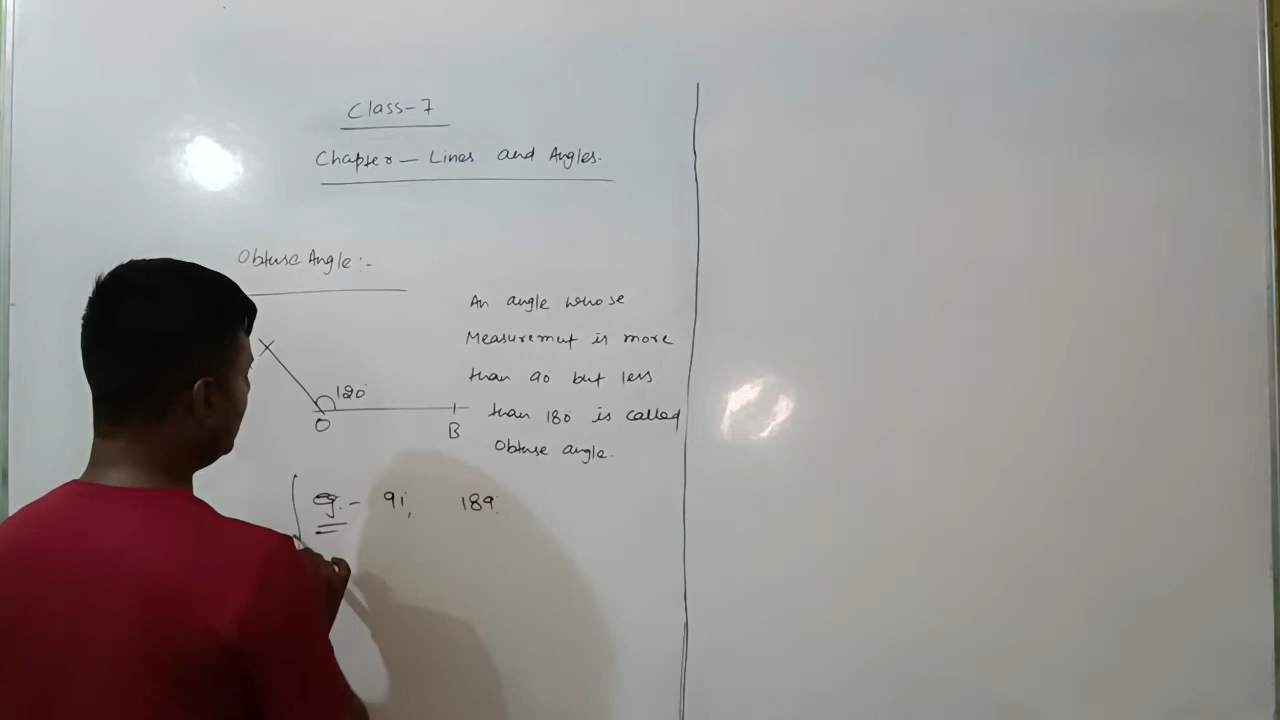 Class-7
Chapter - Lines and Angles.
Obtuse Angle:-
An angle whose
Measurement is more
than 90° but less
than 180° is called
Obtuse angle.
120°
O
B
eg.- 91°, 189°